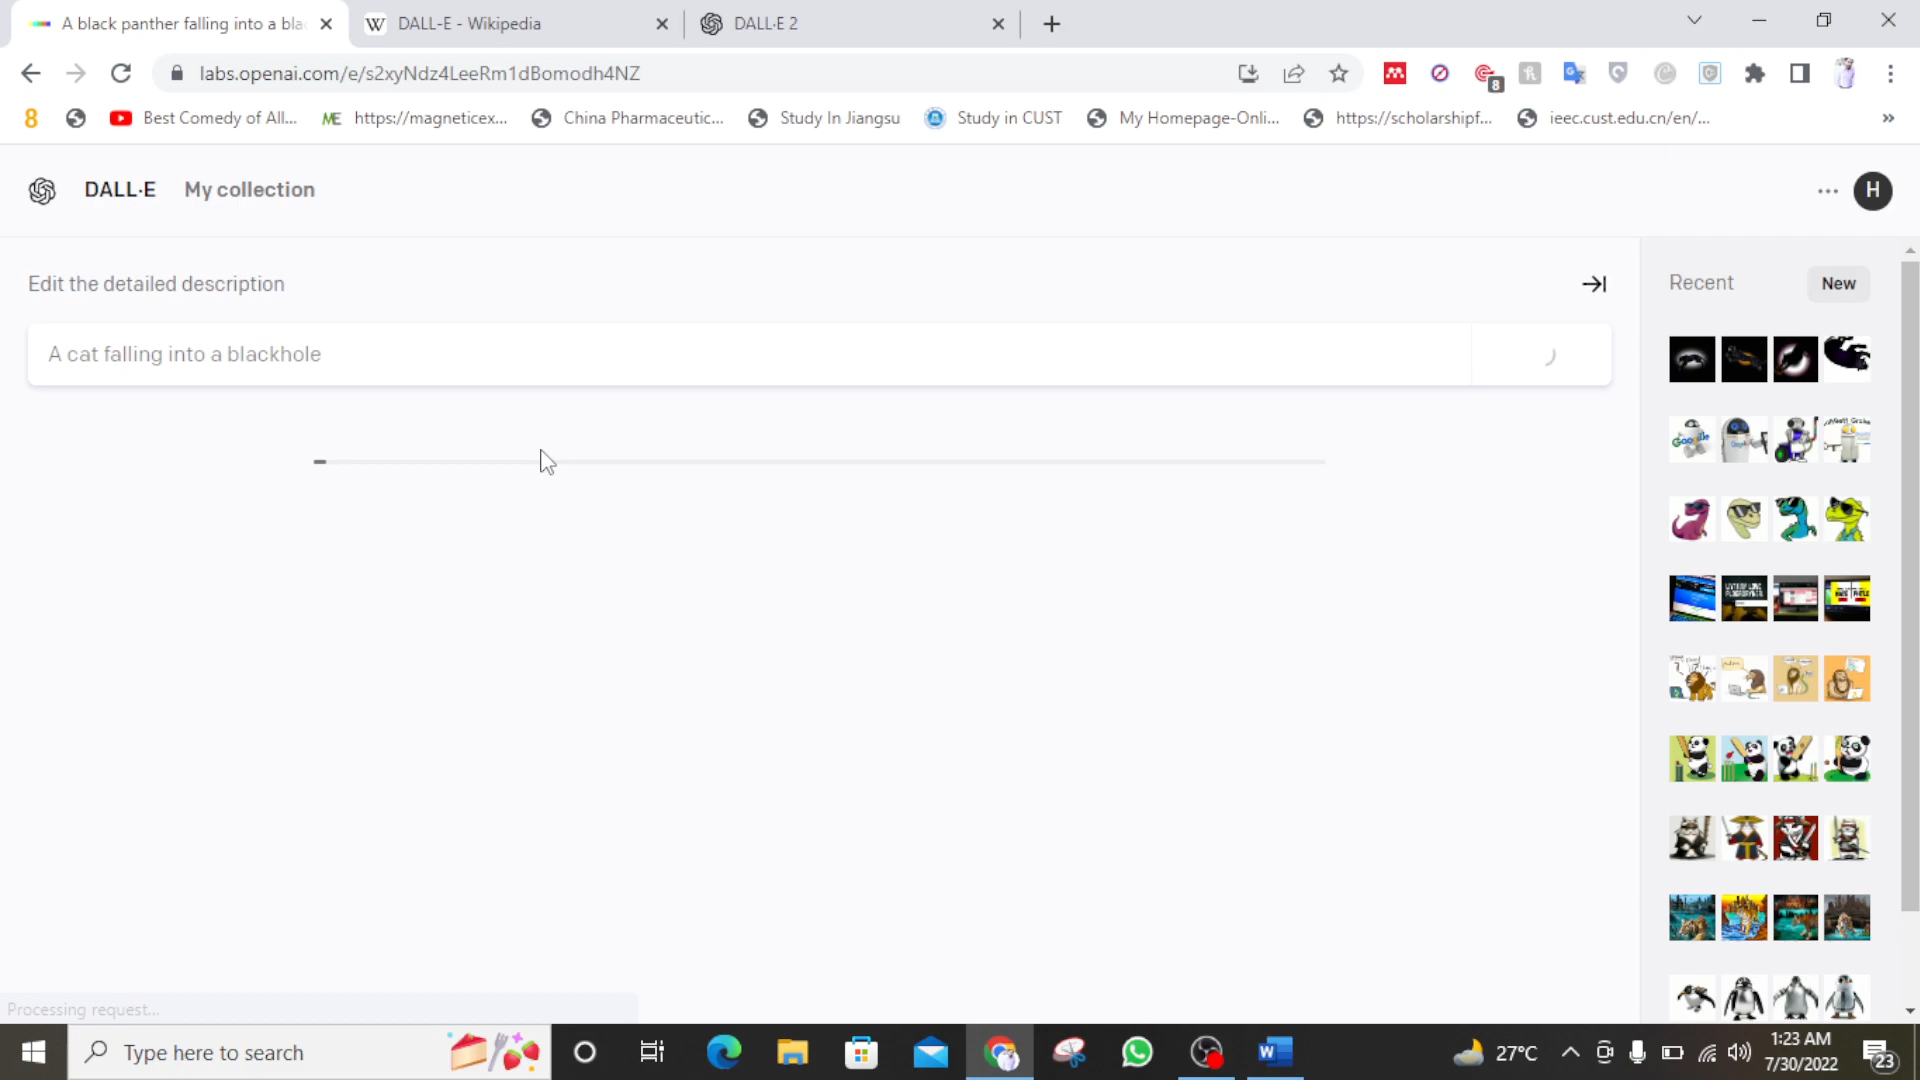 A black panther falling into a bla
DALL-E - Wikipedia
DALL·E 2
labs.openai.com/e/s2xyNdz4LeeRm1dBomodh4NZ
8
8
Best Comedy of All...
ME
https://magneticex...
China Pharmaceutic...
Study In Jiangsu
Study in CUST
My Homepage-Onli...
https://scholarshipf...
ieec.cust.edu.cn/en/...
»
DALL·E
My collection
H
Edit the detailed description
Recent
New
A cat falling into a blackhole
Processing request...
Type here to search
27°C
1:23 AM
7/30/2022
23